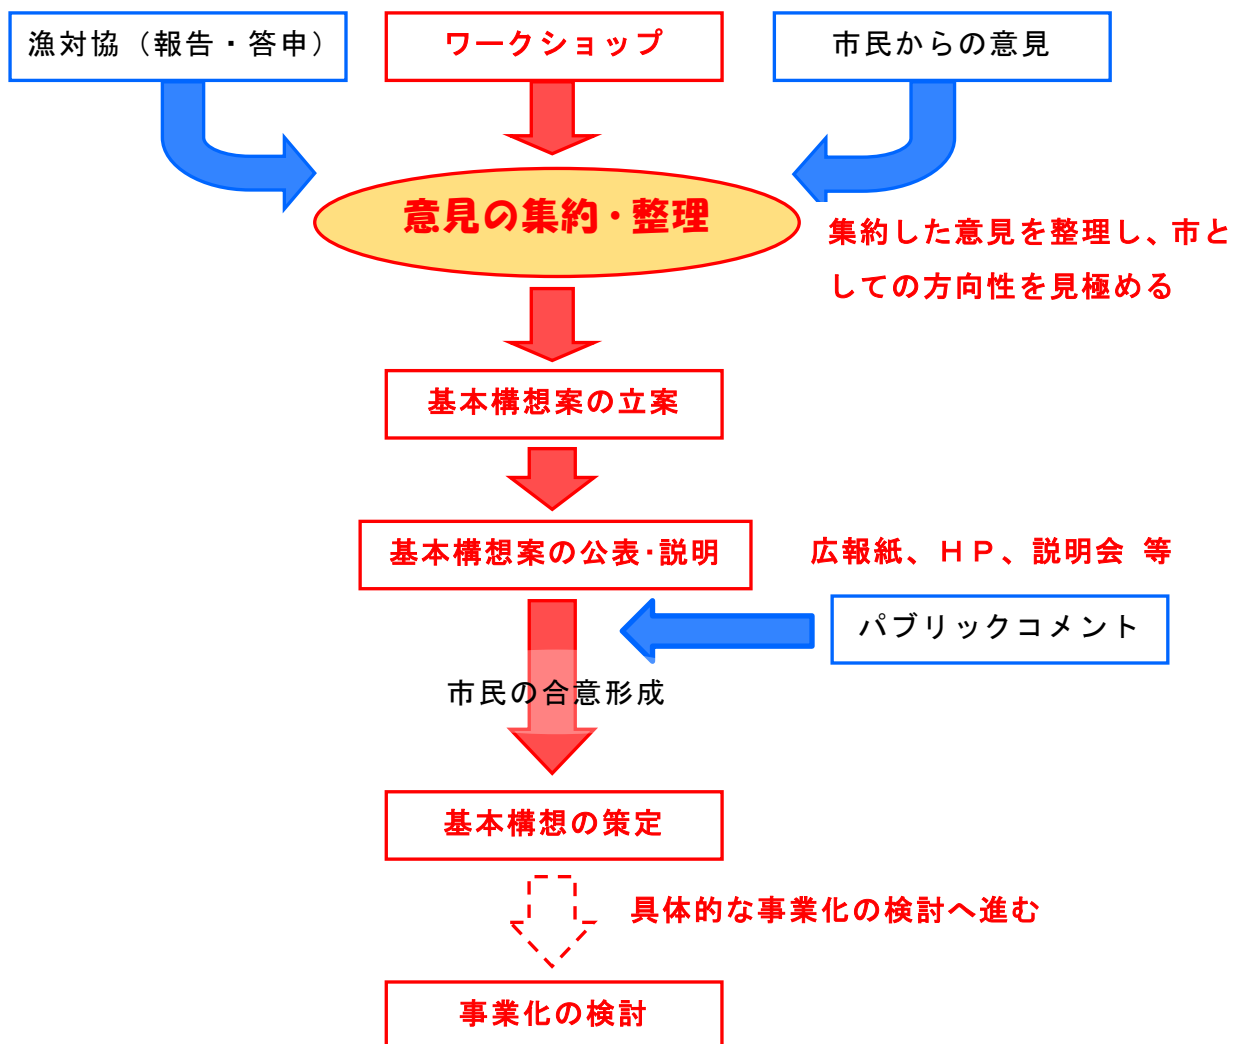 漁対協（報告・答申）
ワークショップ
市民からの意見
意見の集約・整理
集約した意見を整理し、市と
しての方向性を見極める
基本構想案の立案
基本構想案の公表・説明
広報紙、ＨＰ、説明会 等
パブリックコメント
市民の合意形成
基本構想の策定
具体的な事業化の検討へ進む
事業化の検討